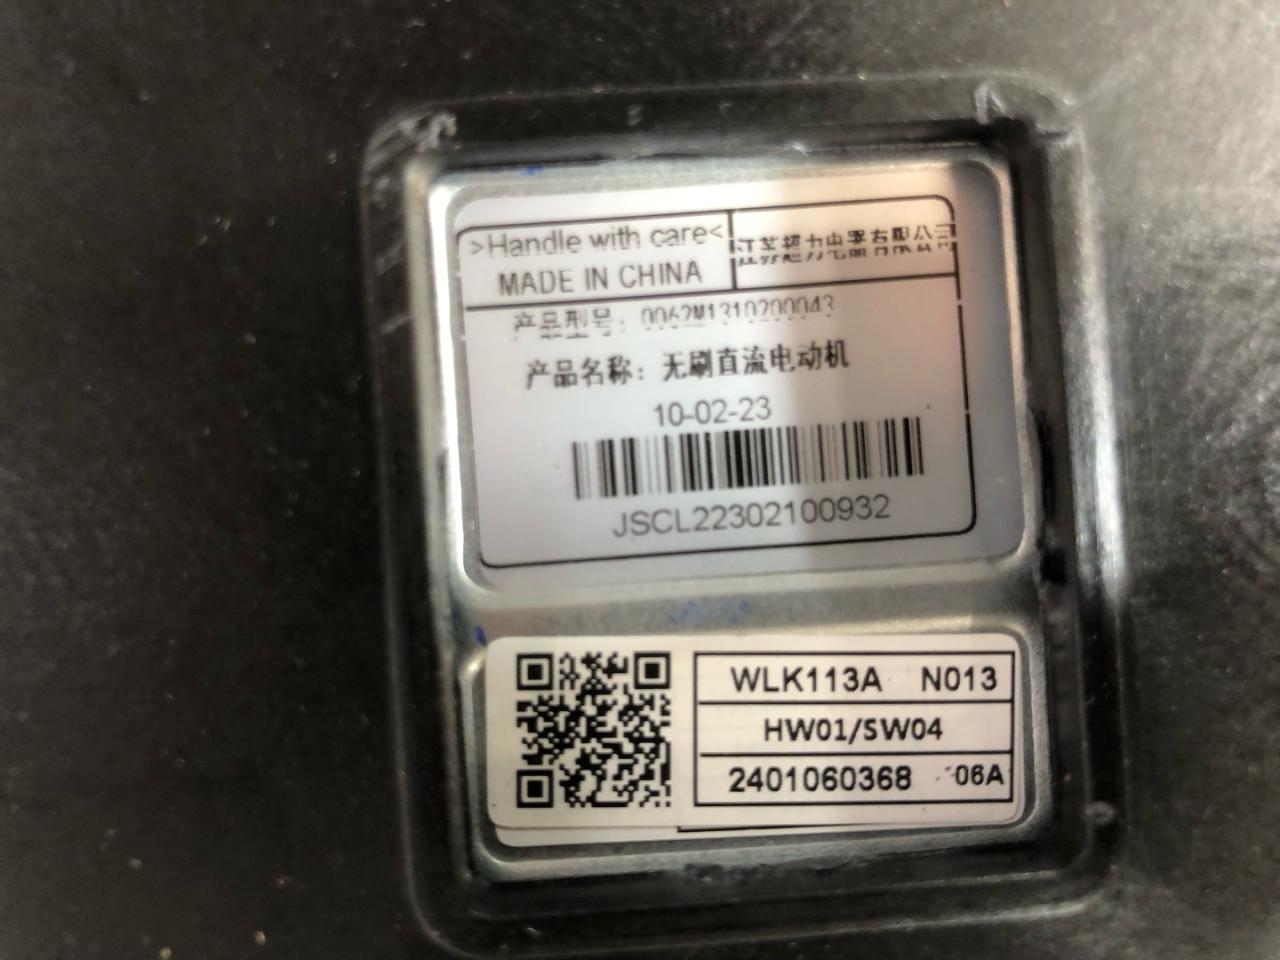 >Handle with care<
MADE IN CHINA
江苏超力电器有限公司
产品型号: 0062M1310200043
产品名称: 无刷直流电动机
10-02-23
JSCL22302100932
WLK113A N013
HW01/SW04
2401060368 06A